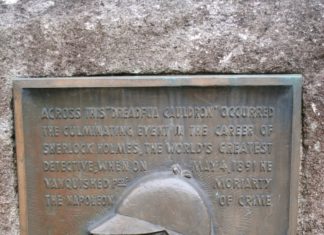 ACROSS THIS "DREADFUL CAULDRON" OCCURRED
THE CULMINATING EVENT IN THE CAREER OF
SHERLOCK HOLMES, THE WORLD'S GREATEST
DETECTIVE, WHEN ON MAY 4, 1891 HE
VANQUISHED PROF. MORIARTY
THE NAPOLEON OF CRIME